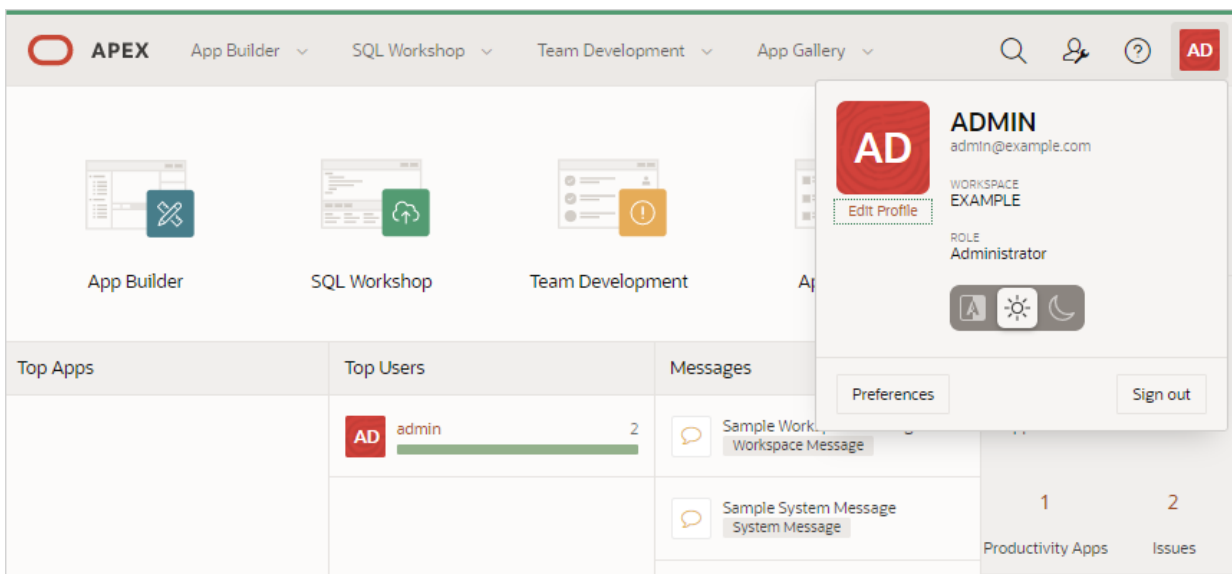 APEX
App Builder
SQL Workshop
Team Development
App Gallery
AD
AD
ADMIN
admin@example.com
WORKSPACE
EXAMPLE
Edit Profile
ROLE
Administrator
A
Preferences
Sign out
App Builder
SQL Workshop
Team Development
Top Apps
Top Users
Messages
AD
admin
2
Sample
Workspace Message
Sample System Message
System Message
1
2
Productivity Apps
Issues